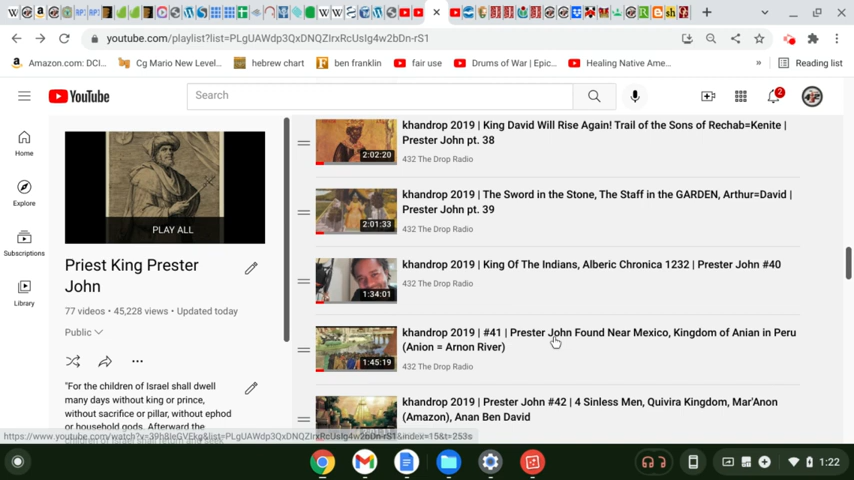 youtube.com/playlist?list=PLgUAWdp3QxDNQZIrxRcUsIg4w2bDn-rS1
Amazon.com: DCI...
Cg Mario New Level...
hebrew chart
ben franklin
fair use
Drums of War | Epic...
Healing Native Ame...
»
Reading list
YouTube
Search
2
Home
Explore
Subscriptions
Library
PLAY ALL
Priest King Prester
John
77 videos • 45,228 views • Updated today
Public
"For the children of Israel shall dwell
many days without king or prince,
without sacrifice or pillar, without ephod
or household gods. Afterward the
khandrop 2019 | King David Will Rise Again! Trail of the Sons of Rechab=Kenite |
Prester John pt. 38
432 The Drop Radio
2:02:20
khandrop 2019 | The Sword in the Stone, The Staff in the GARDEN, Arthur=David |
Prester John pt. 39
432 The Drop Radio
2:01:33
khandrop 2019 | King Of The Indians, Alberic Chronica 1232 | Prester John #40
432 The Drop Radio
1:34:01
khandrop 2019 | #41 | Prester John Found Near Mexico, Kingdom of Anian in Peru
(Anion = Arnon River)
432 The Drop Radio
1:45:19
khandrop 2019 | Prester John #42 | 4 Sinless Men, Quivira Kingdom, Mar'Anon
(Amazon), Anan Ben David
https://www.youtube.com/watch?v=39h8IeGVEkg&list=PLgUAWdp3QxDNQZIrxRcUsIg4w2bDn-rS1&index=15&t=253s
1:22